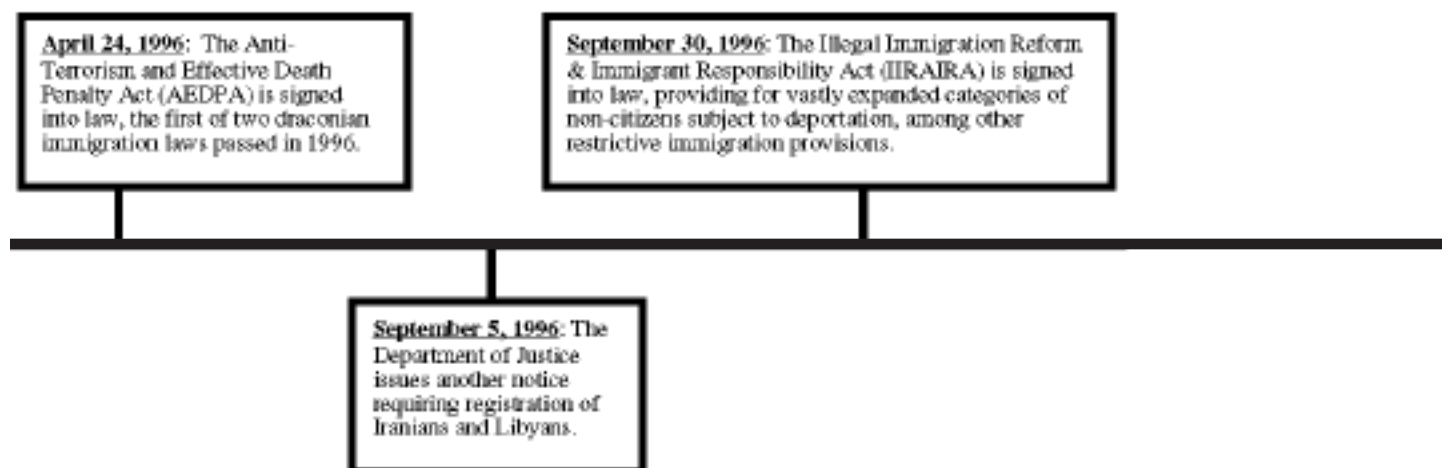 April 24, 1996: The Anti-
Terrorism and Effective Death
Penalty Act (AEDPA) is signed
into law, the first of two draconian
immigration laws passed in 1996.
September 30, 1996: The Illegal Immigration Reform
& Immigrant Responsibility Act (IIRAIRA) is signed
into law, providing for vastly expanded categories of
non-citizens subject to deportation, among other
restrictive immigration provisions.
September 5, 1996: The
Department of Justice
issues another notice
requiring registration of
Iranians and Libyans.